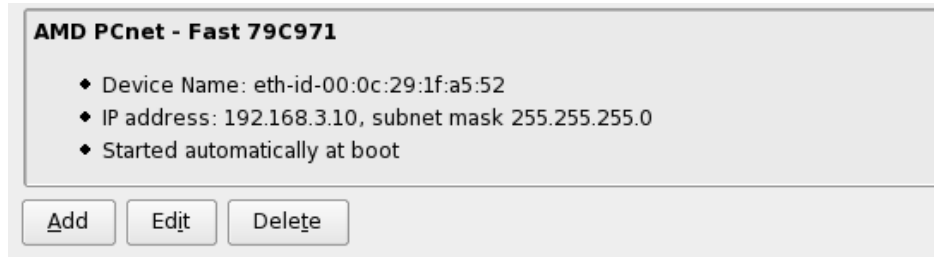 AMD PCnet - Fast 79C971
◆ Device Name: eth-id-00:0c:29:1f:a5:52
◆ IP address: 192.168.3.10, subnet mask 255.255.255.0
◆ Started automatically at boot
Add Edit Delete